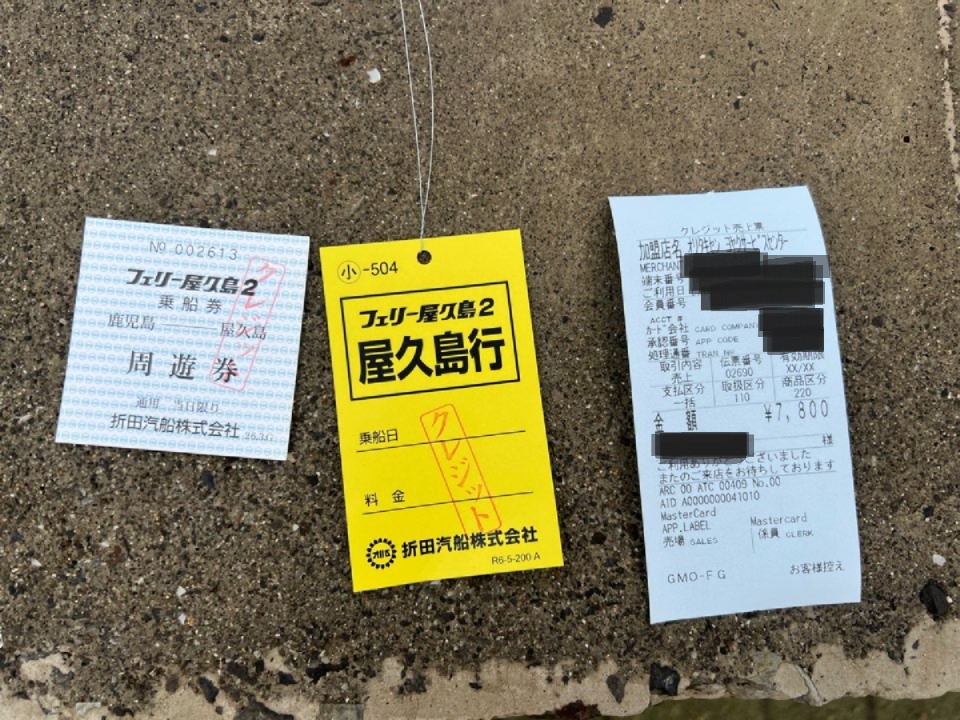 № 002613
フェリー屋久島2
乗船券
鹿児島 ── 屋久島
周遊券
通用 当日限り
折田汽船株式会社
クレジット
小-504
フェリー屋久島2
屋久島行
乗船日
料金
クレジット
折田汽船株式会社
R6-5-200 A
クレジット売上票
加盟店名
MERCHAN
端末番号
ご利用日
会員番号
ACCT #
カード会社 CARD COMPANY
承認番号 APP CODE
処理通番 TRAN NO
取引内容 伝票番号 有効期限
売上 02690 XX/XX
支払区分 取扱区分 商品区分
一括 110 220
金額 ¥7,800
様
ご利用ありがとうございました
またのご来店をお待ちしております
ARC 00 ATC 00409 No.00
AID A0000000041010
MasterCard
APP.LABEL Mastercard
売場 SALES 係員 CLERK
GMO-FG お客様控え